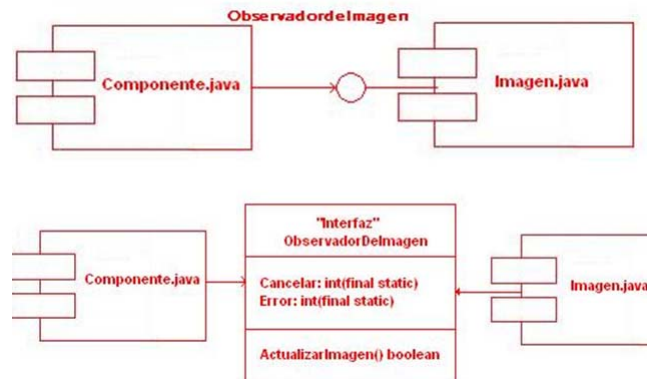 ObservadordeImagen
Componente.java
Imagen.java
"Interfaz"
ObservadorDeImagen
Componente.java
Cancelar: int(final static)
Error: int(final static)
Imagen.java
ActualizarImagen() boolean